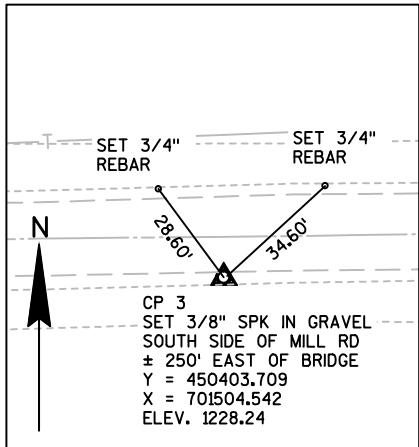 SET 3/4" REBAR
SET 3/4" REBAR
28.60'
34.60'
N
T
CP 3
SET 3/8" SPK IN GRAVEL
SOUTH SIDE OF MILL RD
± 250' EAST OF BRIDGE
Y = 450403.709
X = 701504.542
ELEV. 1228.24